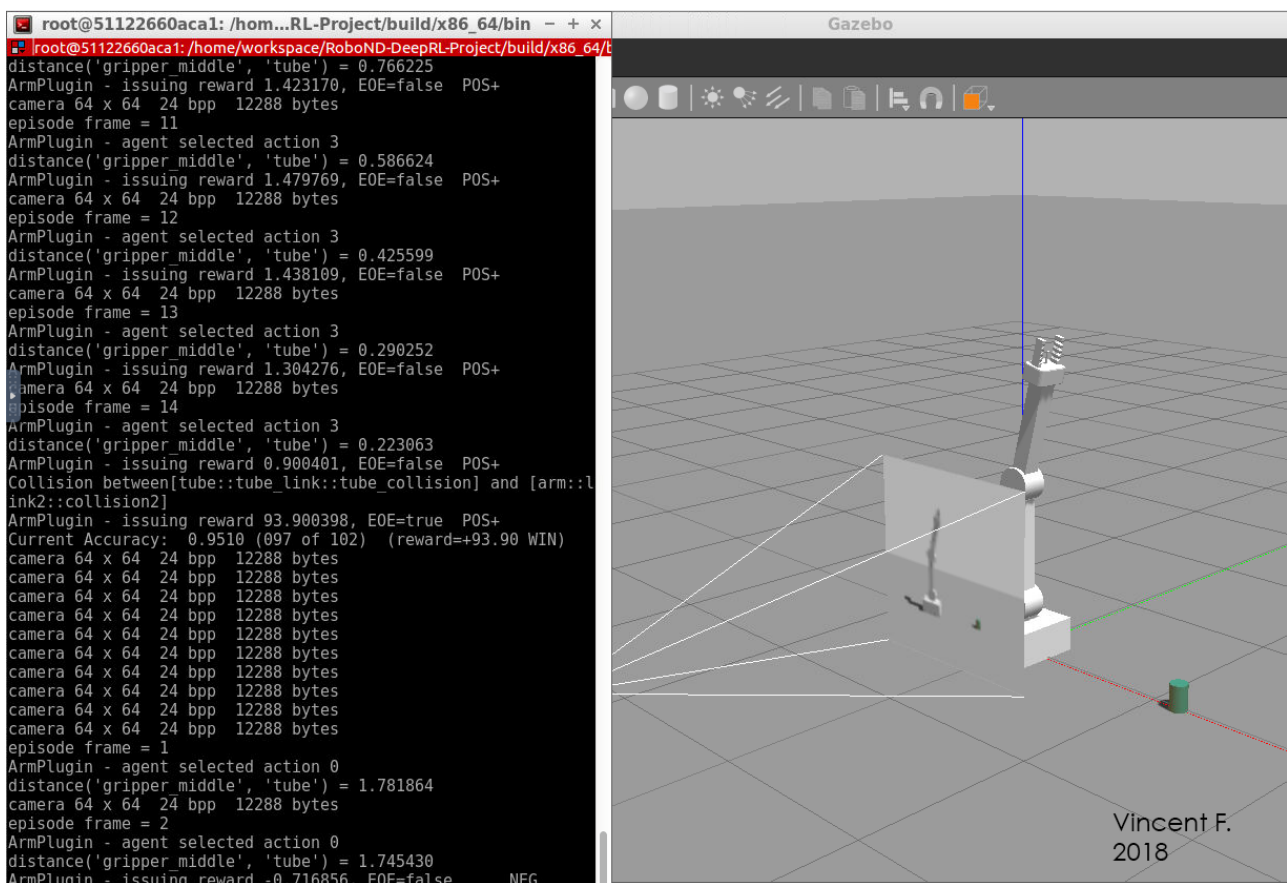 root@51122660aca1: /hom...RL-Project/build/x86_64/bin
Gazebo
root@51122660aca1: /home/workspace/RoboND-DeepRL-Project/build/x86_64/b
distance('gripper_middle', 'tube') = 0.766225
ArmPlugin - issuing reward 1.423170, EOE=false  POS+
camera 64 x 64  24 bpp  12288 bytes
episode frame = 11
ArmPlugin - agent selected action 3
distance('gripper_middle', 'tube') = 0.586624
ArmPlugin - issuing reward 1.479769, EOE=false  POS+
camera 64 x 64  24 bpp  12288 bytes
episode frame = 12
ArmPlugin - agent selected action 3
distance('gripper_middle', 'tube') = 0.425599
ArmPlugin - issuing reward 1.438109, EOE=false  POS+
camera 64 x 64  24 bpp  12288 bytes
episode frame = 13
ArmPlugin - agent selected action 3
distance('gripper_middle', 'tube') = 0.290252
ArmPlugin - issuing reward 1.304276, EOE=false  POS+
camera 64 x 64  24 bpp  12288 bytes
episode frame = 14
ArmPlugin - agent selected action 3
distance('gripper_middle', 'tube') = 0.223063
ArmPlugin - issuing reward 0.900401, EOE=false  POS+
Collision between[tube::tube_link::tube_collision] and [arm::l
ink2::collision2]
ArmPlugin - issuing reward 93.900398, EOE=true  POS+
Current Accuracy:  0.9510 (097 of 102)  (reward=+93.90 WIN)
camera 64 x 64  24 bpp  12288 bytes
camera 64 x 64  24 bpp  12288 bytes
camera 64 x 64  24 bpp  12288 bytes
camera 64 x 64  24 bpp  12288 bytes
camera 64 x 64  24 bpp  12288 bytes
camera 64 x 64  24 bpp  12288 bytes
camera 64 x 64  24 bpp  12288 bytes
camera 64 x 64  24 bpp  12288 bytes
camera 64 x 64  24 bpp  12288 bytes
camera 64 x 64  24 bpp  12288 bytes
episode frame = 1
ArmPlugin - agent selected action 0
distance('gripper_middle', 'tube') = 1.781864
camera 64 x 64  24 bpp  12288 bytes
episode frame = 2
ArmPlugin - agent selected action 0
distance('gripper_middle', 'tube') = 1.745430
ArmPlugin - issuing reward -0.716856, EOE=false      NEG
Vincent F.
2018